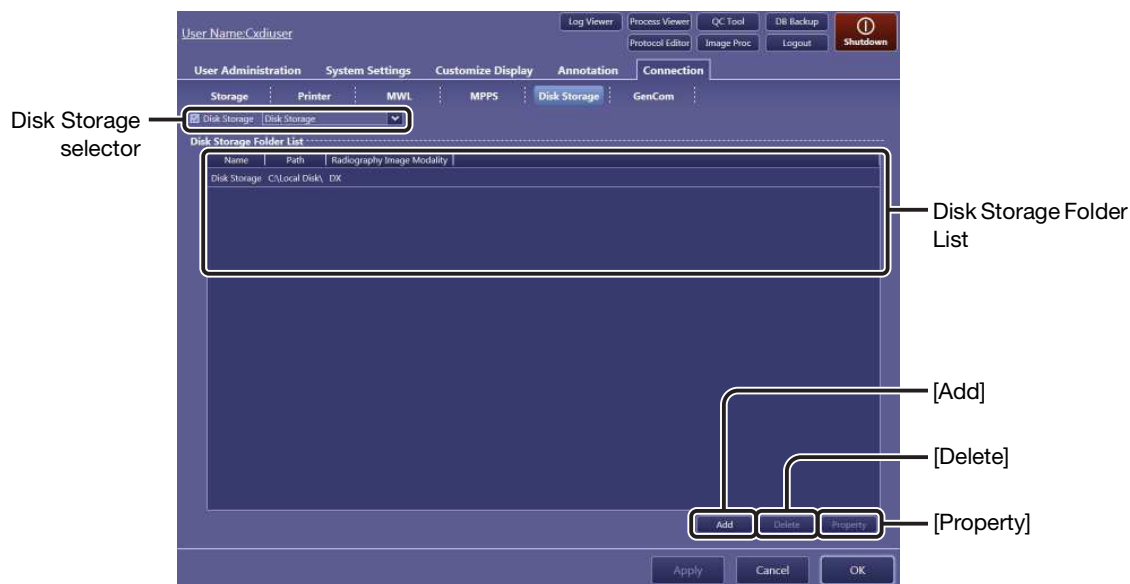 User Name:Cxdiuser
Log Viewer Process Viewer QC Tool DB Backup
Protocol Editor Image Proc Logout
Shutdown
User Administration System Settings Customize Display Annotation Connection
Storage Printer MWL MPPS Disk Storage GenCom
Disk Storage
selector
Disk Storage Disk Storage
Disk Storage Folder List
Name Path Radiography Image Modality
Disk Storage C:\Local Disk\ DX
Disk Storage Folder
List
[Add]
[Delete]
[Property]
Add Delete Property
Apply Cancel OK